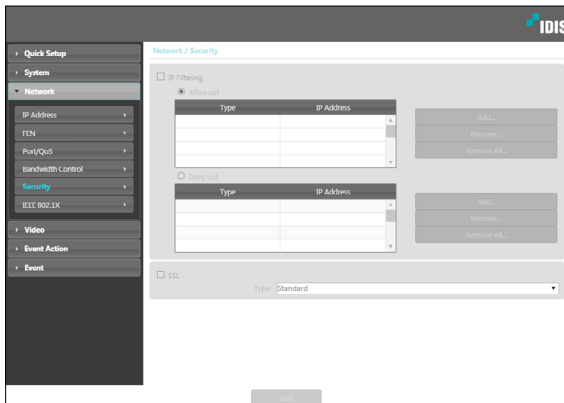 IDIS
Quick Setup
System
Network
IP Address
FEN
Port/QoS
Bandwidth Control
Security
IEEE 802.1X
Video
Event Action
Event
Network / Security
IP Filtering
Allow List
Type IP Address
Add...
Remove...
Remove All...
Deny List
Type IP Address
Add...
Remove...
Remove All...
SSL
Type Standard
Save